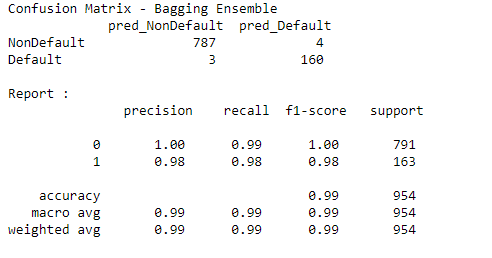 Confusion Matrix - Bagging Ensemble
pred_NonDefault pred_Default
NonDefault 787 4
Default 3 160
Report :
precision recall f1-score support
0 1.00 0.99 1.00 791
1 0.98 0.98 0.98 163
accuracy 0.99 954
macro avg 0.99 0.99 0.99 954
weighted avg 0.99 0.99 0.99 954